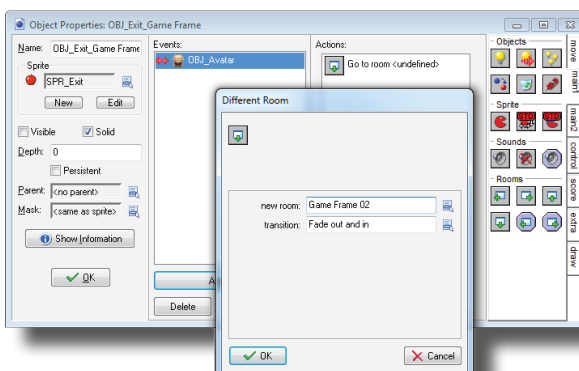 Object Properties: OBJ_Exit_Game Frame
Name: OBJ_Exit_Game Frame
Sprite
SPR_Exit
New
Edit
Visible
Solid
Depth: 0
Persistent
Parent: <no parent>
Mask: <same as sprite>
Show Information
OK
Events:
OBJ_Avatar
A
Delete
Actions:
Go to room <undefined>
Different Room
new room: Game Frame 02
transition: Fade out and in
OK
Cancel
Objects
Sprite
Sounds
Rooms
move
main1
main2
control
score
extra
draw